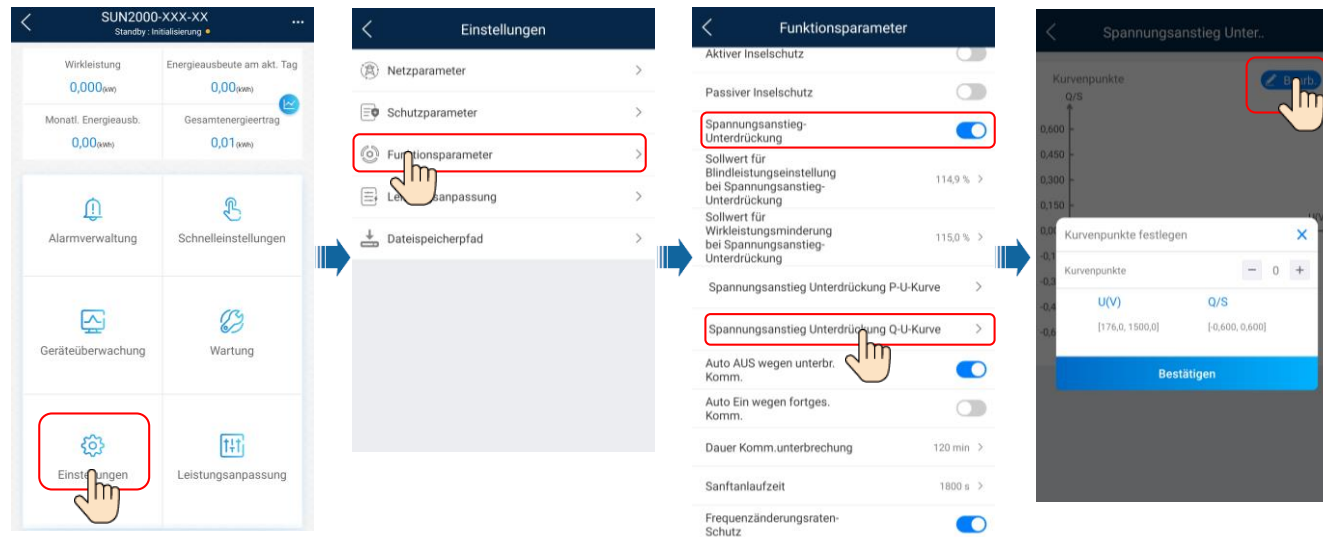 SUN2000-XXX-XX
Standby : Initialisierung
Wirkleistung
Energieausbeute am akt. Tag
0,000(kW)
0,00(kWh)
Monatl. Energieausb.
Gesamtenergieertrag
0,00(kWh)
0,01(kWh)
Alarmverwaltung
Schnelleinstellungen
Geräteüberwachung
Wartung
Einstellungen
Leistungsanpassung
Einstellungen
Netzparameter
Schutzparameter
Funktionsparameter
Leistungsanpassung
Dateispeicherpfad
Funktionsparameter
Aktiver Inselschutz
Passiver Inselschutz
Spannungsanstieg-
Unterdrückung
Sollwert für
Blindleistungseinstellung
bei Spannungsanstieg-
Unterdrückung
114,9 %
Sollwert für
Wirkleistungsminderung
bei Spannungsanstieg-
Unterdrückung
115,0 %
Spannungsanstieg Unterdrückung P-U-Kurve
Spannungsanstieg Unterdrückung Q-U-Kurve
Auto AUS wegen unterbr.
Komm.
Auto Ein wegen fortges.
Komm.
Dauer Komm.unterbrechung
120 min
Sanftanlaufzeit
1800 s
Frequenzänderungsraten-
Schutz
Spannungsanstieg Unter..
Kurvenpunkte
Bearb.
Q/S
0,600
0,450
0,300
0,150
Kurvenpunkte festlegen
Kurvenpunkte
0
U(V)
Q/S
[176,0, 1500,0]
[-0,600, 0,600]
Bestätigen